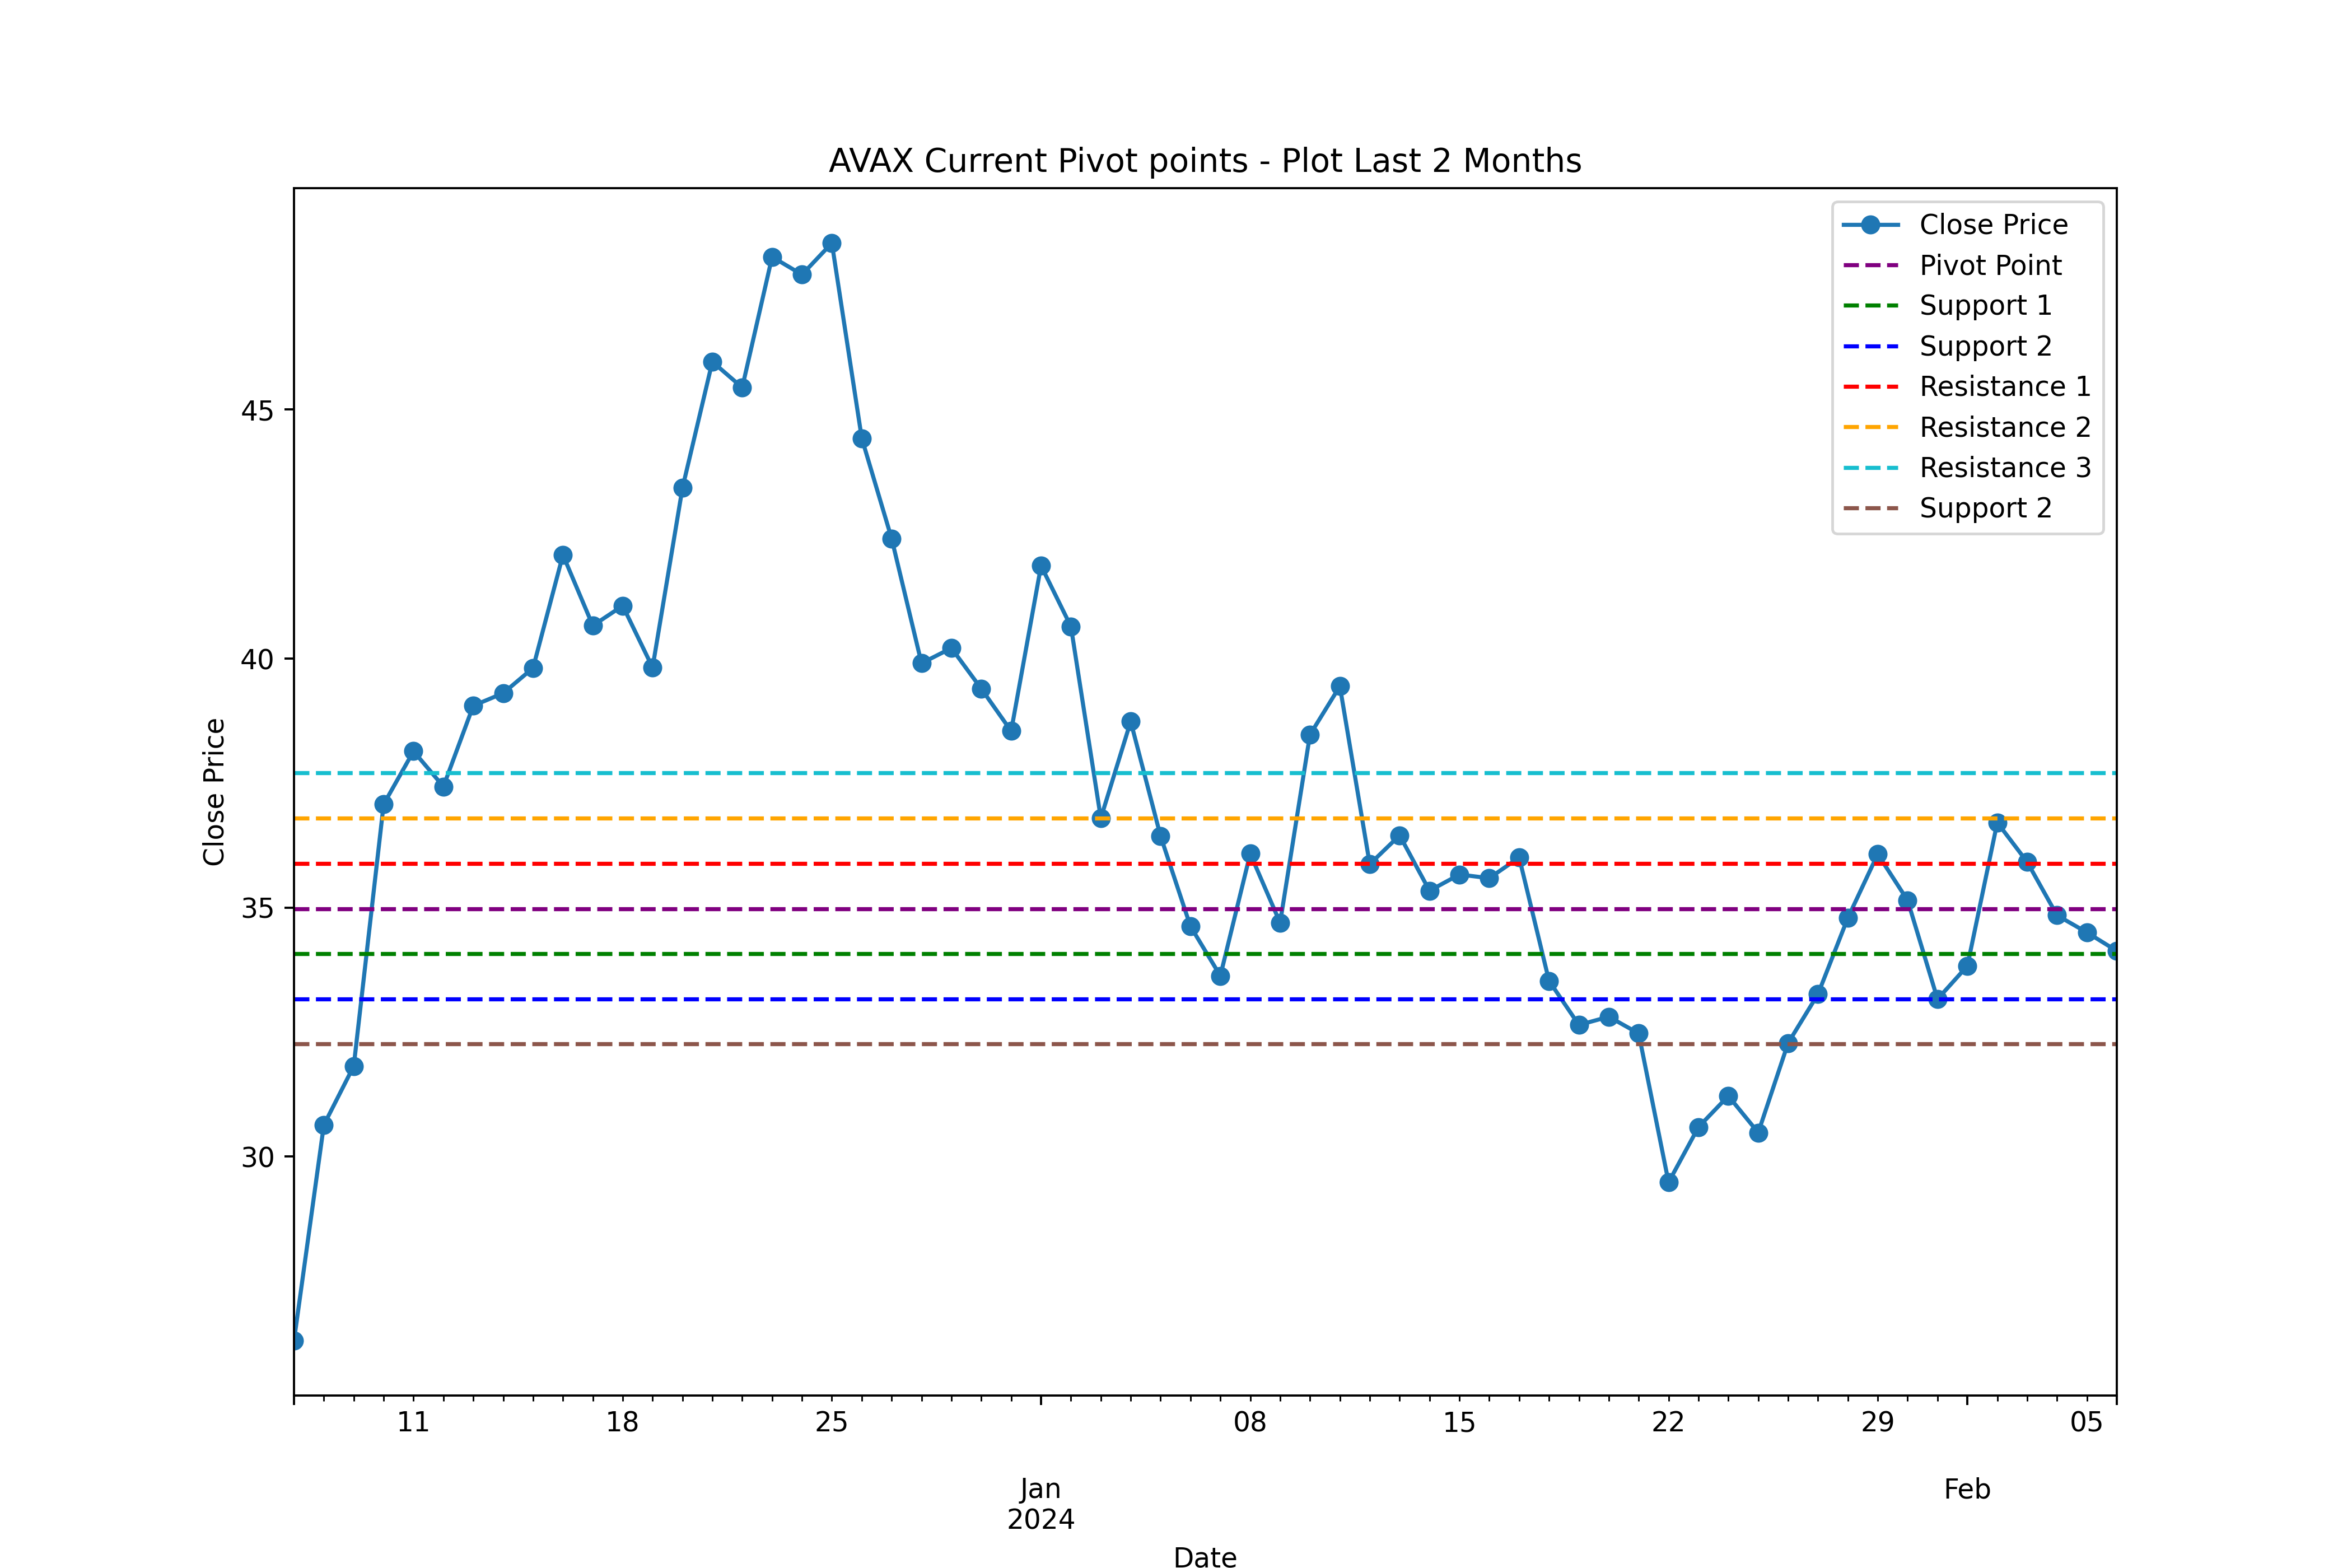 AVAX Current Pivot points - Plot Last 2 Months
Close Price
Pivot Point
Support 1
Support 2
Resistance 1
Resistance 2
Resistance 3
Support 2
45
40
35
30
Close Price
11
18
25
08
15
22
29
05
Jan
2024
Feb
Date